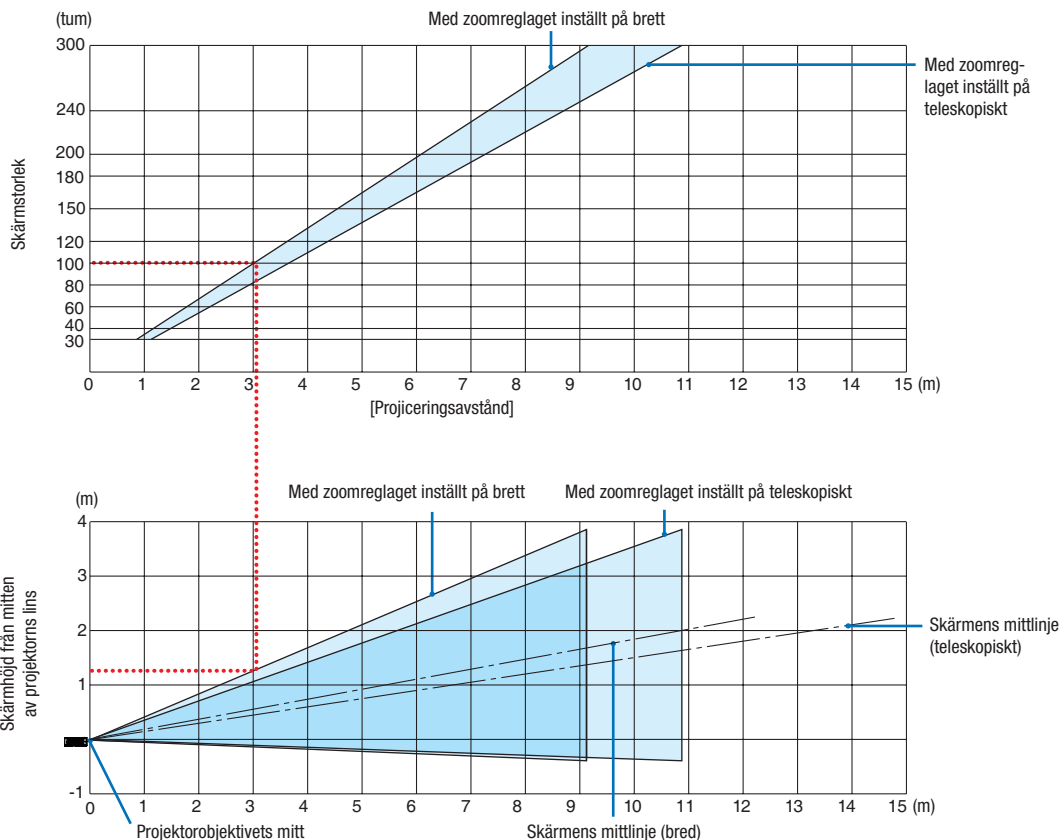 (tum)
Med zoomreglaget inställt på brett
300
Med zoomreg-
laget inställt på
teleskopiskt
240
200
180
Skärmstorlek
150
120
100
80
60
40
30
0 1 2 3 4 5 6 7 8 9 10 11 12 13 14 15 (m)
[Projiceringsavstånd]
(m)
Med zoomreglaget inställt på brett
Med zoomreglaget inställt på teleskopiskt
4
3
Skärmhöjd från mitten
av projektorns lins
2
Skärmens mittlinje
(teleskopiskt)
1
-1
0 1 2 3 4 5 6 7 8 9 10 11 12 13 14 15 (m)
Projektorobjektivets mitt
Skärmens mittlinje (bred)